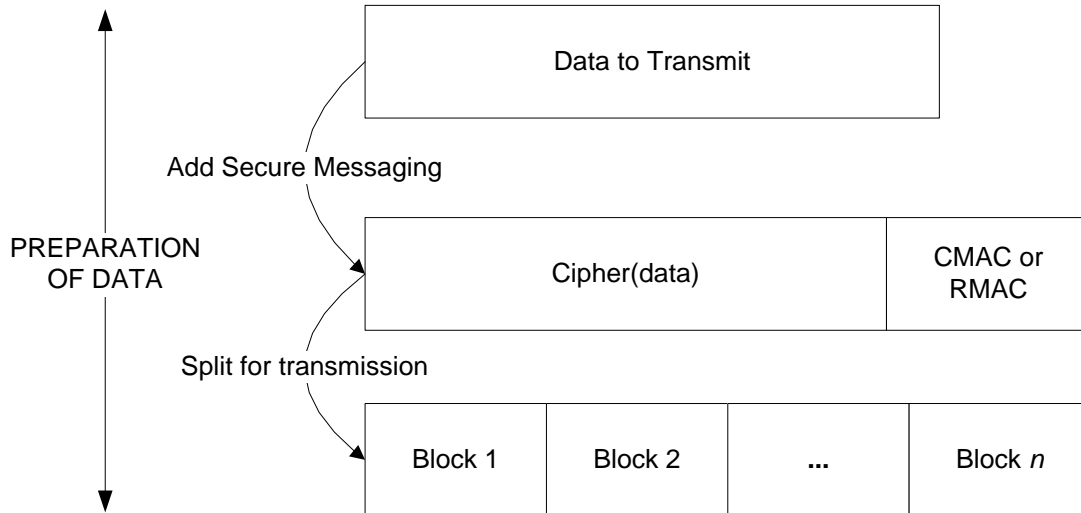 Data to Transmit
Add Secure Messaging
PREPARATION
OF DATA
Cipher(data)
CMAC or
RMAC
Split for transmission
Block 1
Block 2
...
Block n